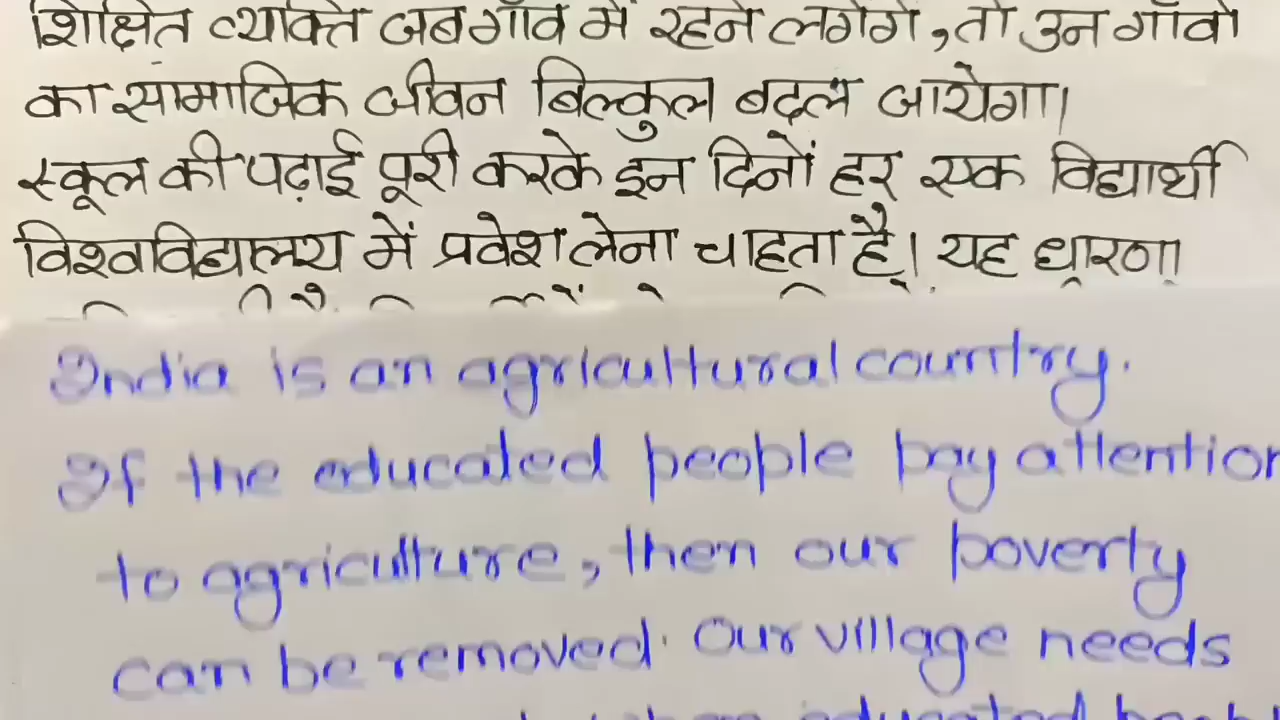 शिक्षित व्यक्ति जब गाँव में रहने लगेगें, तो उन गाँवो
का सामाजिक जीवन बिल्कुल बदल जायेगा।
स्कूल की पढ़ाई पूरी करके इन दिनों हर एक विद्यार्थी
विश्वविद्यालय में प्रवेश लेना चाहता है। यह धारणा
India is an agricultural country.
If the educated people pay attention
to agriculture, then our poverty
can be removed. Our village needs
educated